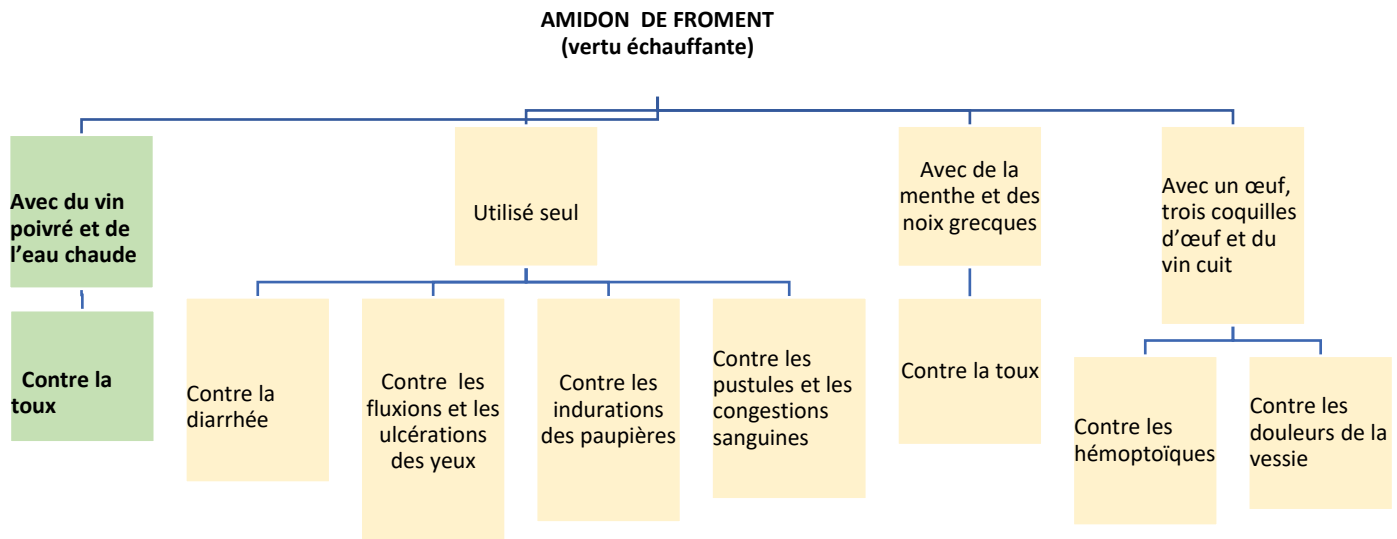 AMIDON DE FROMENT
(vertu échauffante)
Avec du vin
poivré et de
l'eau chaude
Utilisé seul
Avec de la
menthe et des
noix grecques
Avec un œuf,
trois coquilles
d'œuf et du
vin cuit
Contre la
toux
Contre la
diarrhée
Contre les
fluxions et les
ulcérations
des yeux
Contre les
indurations
des paupières
Contre les
pustules et les
congestions
sanguines
Contre la toux
Contre les
hémoptoïques
Contre les
douleurs de la
vessie